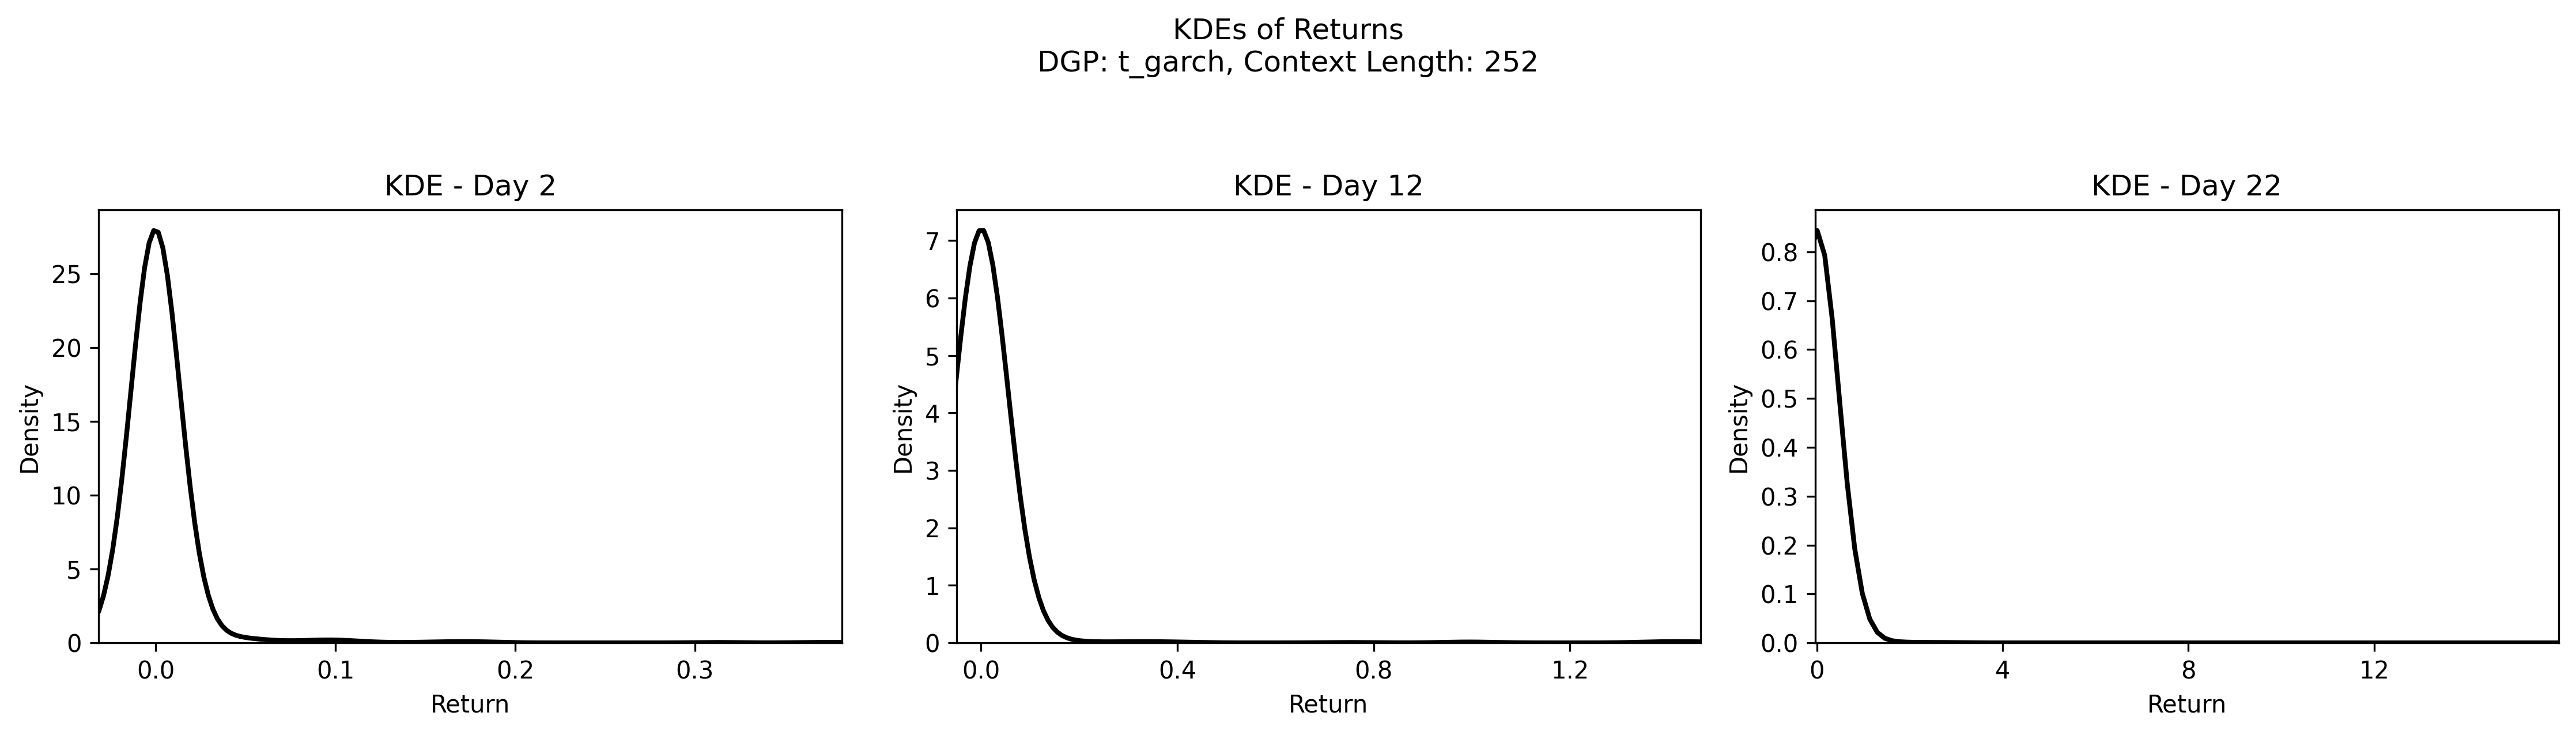 KDEs of Returns
DGP: t_garch, Context Length: 252
KDE - Day 2
Density
25
20
15
10
5
0
0.0 0.1 0.2 0.3
Return
KDE - Day 12
Density
7
6
5
4
3
2
1
0
0.0 0.4 0.8 1.2
Return
KDE - Day 22
Density
0.8
0.7
0.6
0.5
0.4
0.3
0.2
0.1
0.0
0 4 8 12
Return